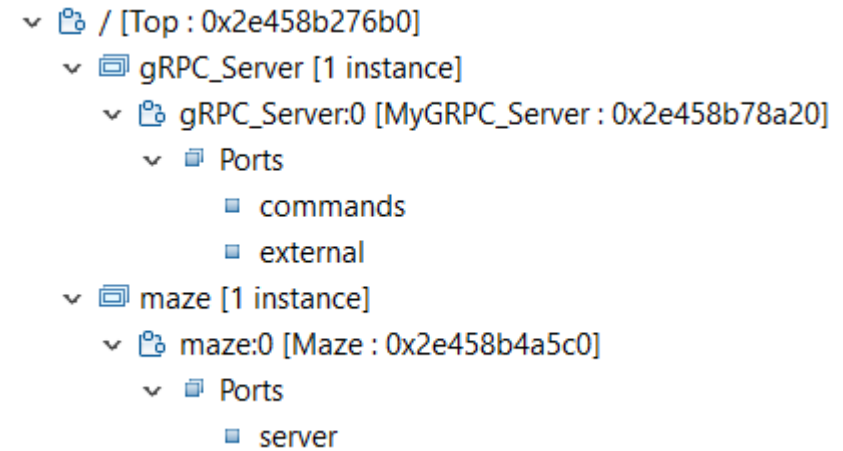 / [Top : 0x2e458b276b0]
gRPC_Server [1 instance]
gRPC_Server:0 [MyGRPC_Server : 0x2e458b78a20]
Ports
commands
external
maze [1 instance]
maze:0 [Maze : 0x2e458b4a5c0]
Ports
server